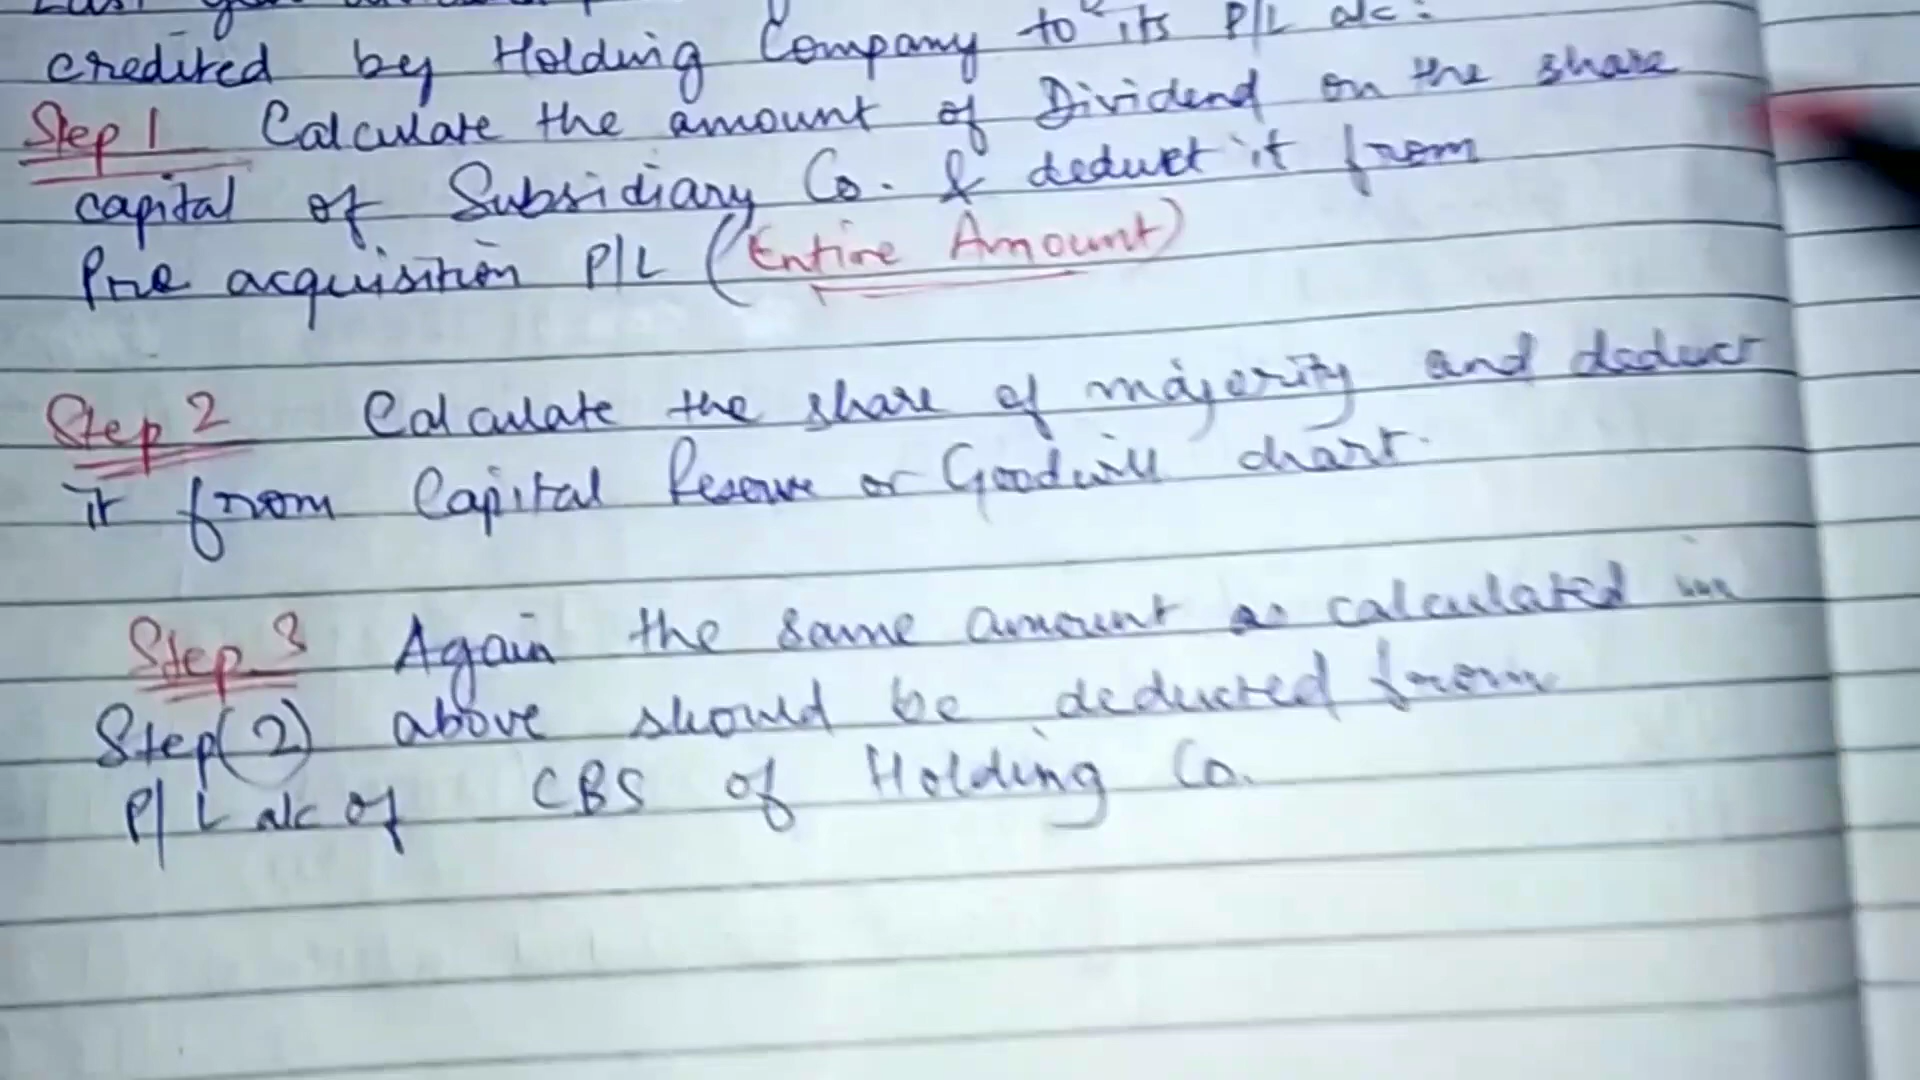 credited by Holding Company to its P/L a/c.
Step 1 Calculate the amount of Dividend on the share
capital of Subsidiary Co. & deduct it from
Pre acquisition P/L (Entire Amount)
Step 2 Calculate the share of majority and deduct
it from Capital Reserve or Goodwill chart.
Step 3 Again the same amount as calculated in
Step(2) above should be deducted from
P/L a/c of CBS of Holding Co.